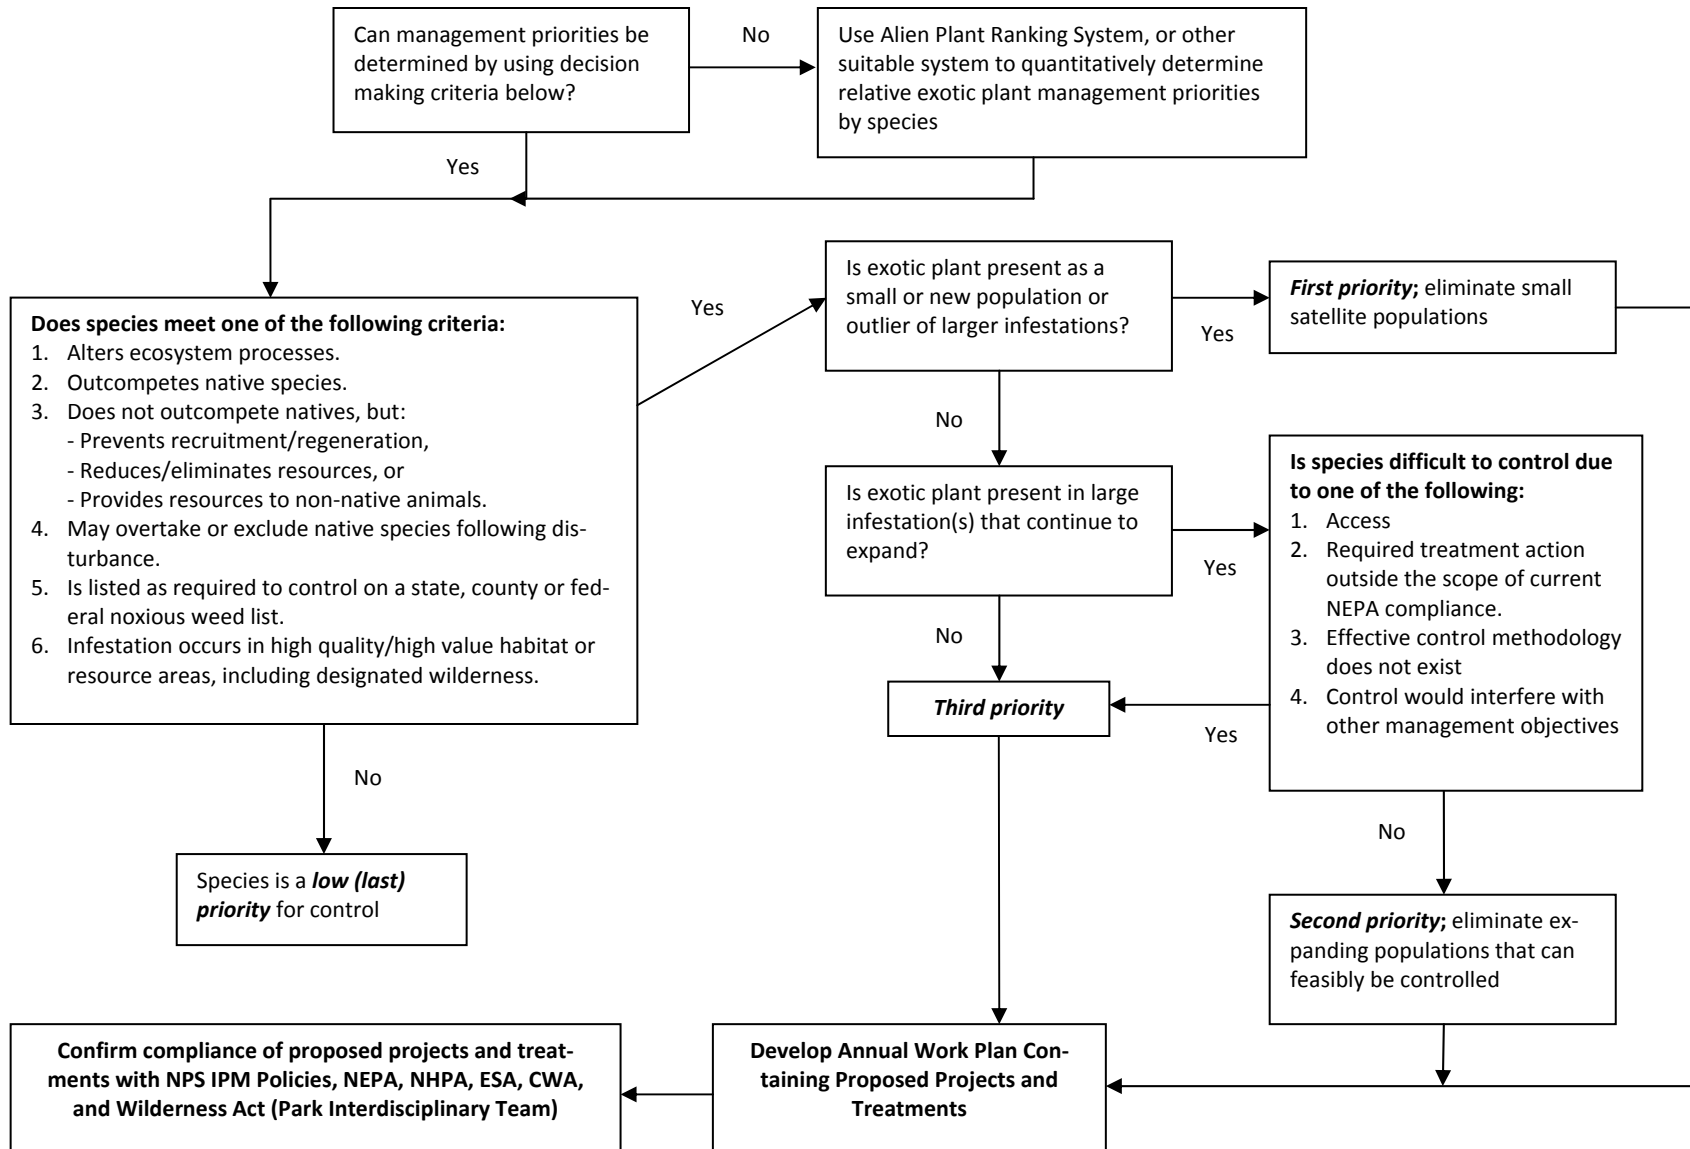 Can management priorities be
determined by using decision
making criteria below?
No
Use Alien Plant Ranking System, or other
suitable system to quantitatively determine
relative exotic plant management priorities
by species
Yes
Does species meet one of the following criteria:
1. Alters ecosystem processes.
2. Outcompetes native species.
3. Does not outcompete natives, but:
- Prevents recruitment/regeneration,
- Reduces/eliminates resources, or
- Provides resources to non-native animals.
4. May overtake or exclude native species following dis-
turbance.
5. Is listed as required to control on a state, county or fed-
eral noxious weed list.
6. Infestation occurs in high quality/high value habitat or
resource areas, including designated wilderness.
Yes
Is exotic plant present as a
small or new population or
outlier of larger infestations?
Yes
First priority; eliminate small
satellite populations
No
Is exotic plant present in large
infestation(s) that continue to
expand?
Yes
Is species difficult to control due
to one of the following:
1. Access
2. Required treatment action
outside the scope of current
NEPA compliance.
3. Effective control methodology
does not exist
4. Control would interfere with
other management objectives
No
Third priority
Yes
No
Species is a low (last)
priority for control
No
Second priority; eliminate ex-
panding populations that can
feasibly be controlled
Confirm compliance of proposed projects and treat-
ments with NPS IPM Policies, NEPA, NHPA, ESA, CWA,
and Wilderness Act (Park Interdisciplinary Team)
Develop Annual Work Plan Con-
taining Proposed Projects and
Treatments